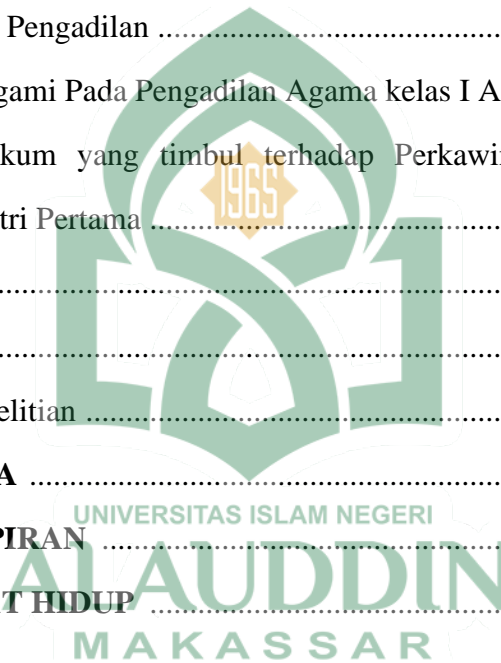 Pengadilan ........................................
gami Pada Pengadilan Agama kelas I A
kum yang timbul terhadap Perkawi
tri Pertama ........................................
........................................
........................................
elitian ........................................
A ........................................
PIRAN ........................................
T HIDUP ........................................
1965
UNIVERSITAS ISLAM NEGERI
ALAUDDIN
MAKASSAR